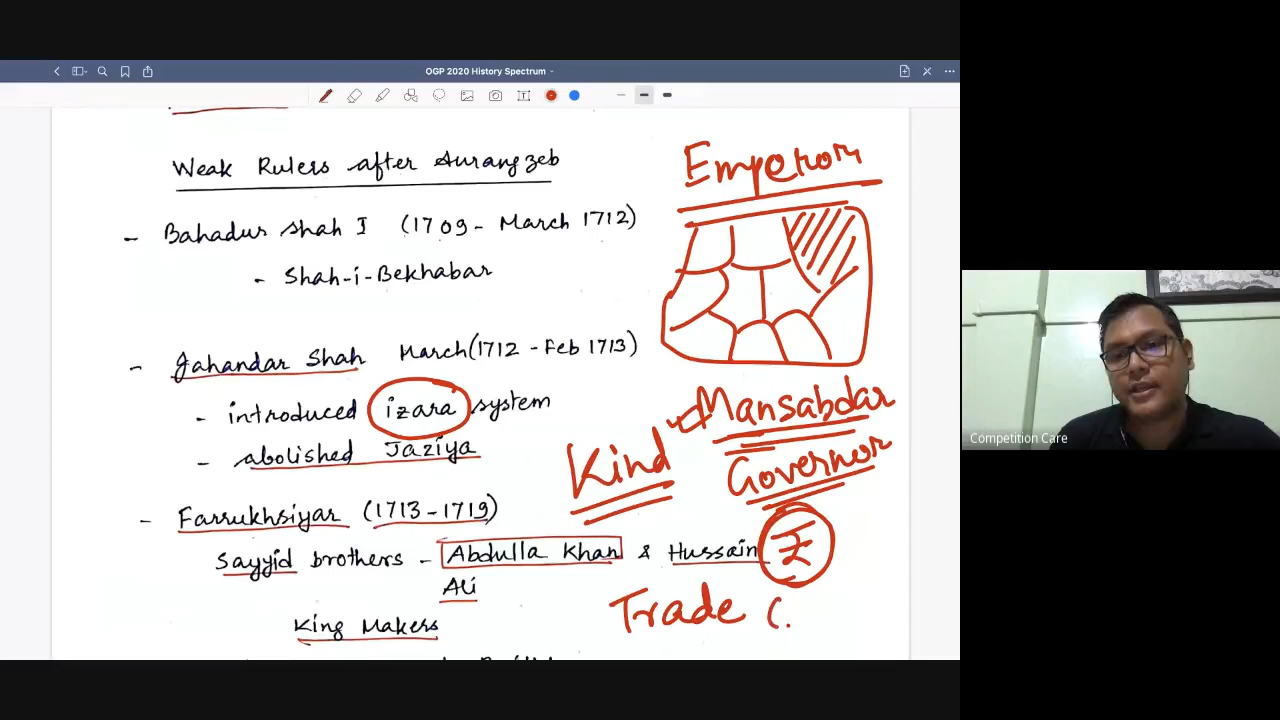 OGP 2020 History Spectrum
Weak Rulers after Aurangzeb
- Bahadur Shah I (1709 - March 1712)
- Shah-i-Bekhabar
- Jahandar Shah March (1712 - Feb 1713)
- introduced izara system
- abolished Jaziya
- Farrukhsiyar (1713 - 1719)
Sayyid brothers - Abdulla Khan & Hussain
Ali
King Makers
Emperor
Mansabdar
Kind
Governor
₹
Trade (.
Competition Care